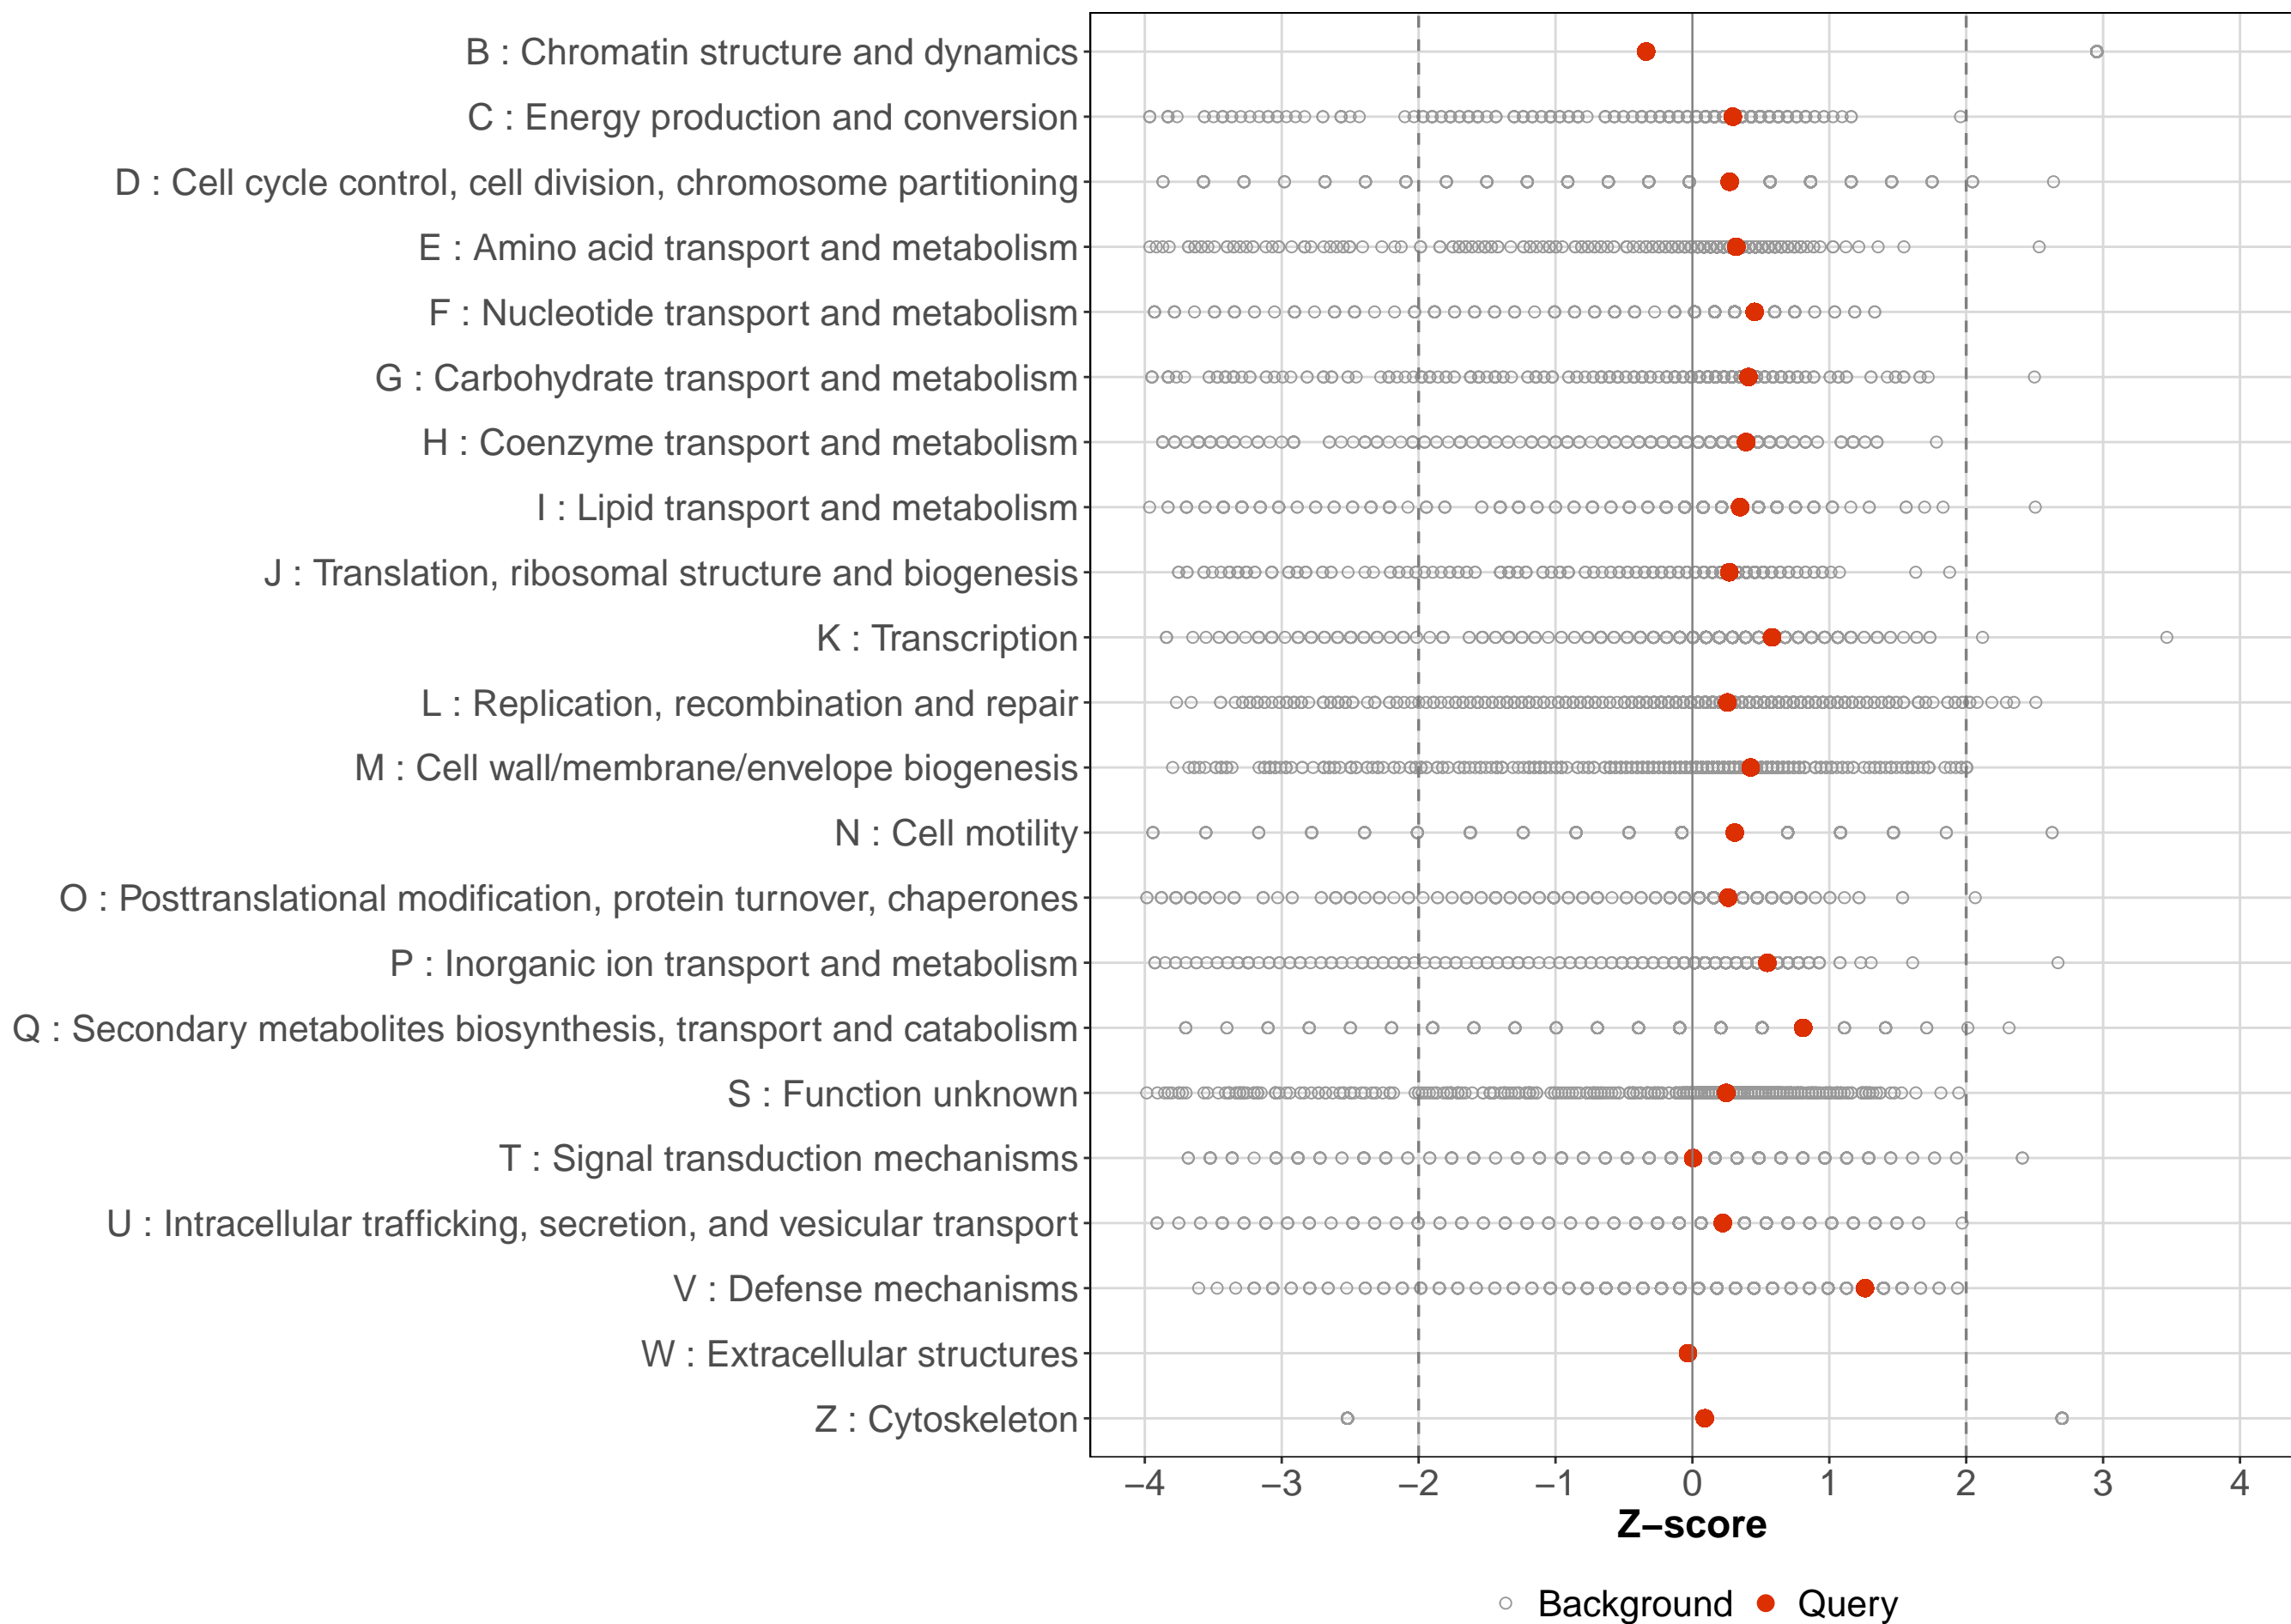 B : Chromatin structure and dynamics
C : Energy production and conversion
D : Cell cycle control, cell division, chromosome partitioning
E : Amino acid transport and metabolism
F : Nucleotide transport and metabolism
G : Carbohydrate transport and metabolism
H : Coenzyme transport and metabolism
I : Lipid transport and metabolism
J : Translation, ribosomal structure and biogenesis
K : Transcription
L : Replication, recombination and repair
M : Cell wall/membrane/envelope biogenesis
N : Cell motility
O : Posttranslational modification, protein turnover, chaperones
P : Inorganic ion transport and metabolism
Q : Secondary metabolites biosynthesis, transport and catabolism
S : Function unknown
T : Signal transduction mechanisms
U : Intracellular trafficking, secretion, and vesicular transport
V : Defense mechanisms
W : Extracellular structures
Z : Cytoskeleton
−4 −3 −2 −1 0 1 2 3 4
Z−score
Background Query